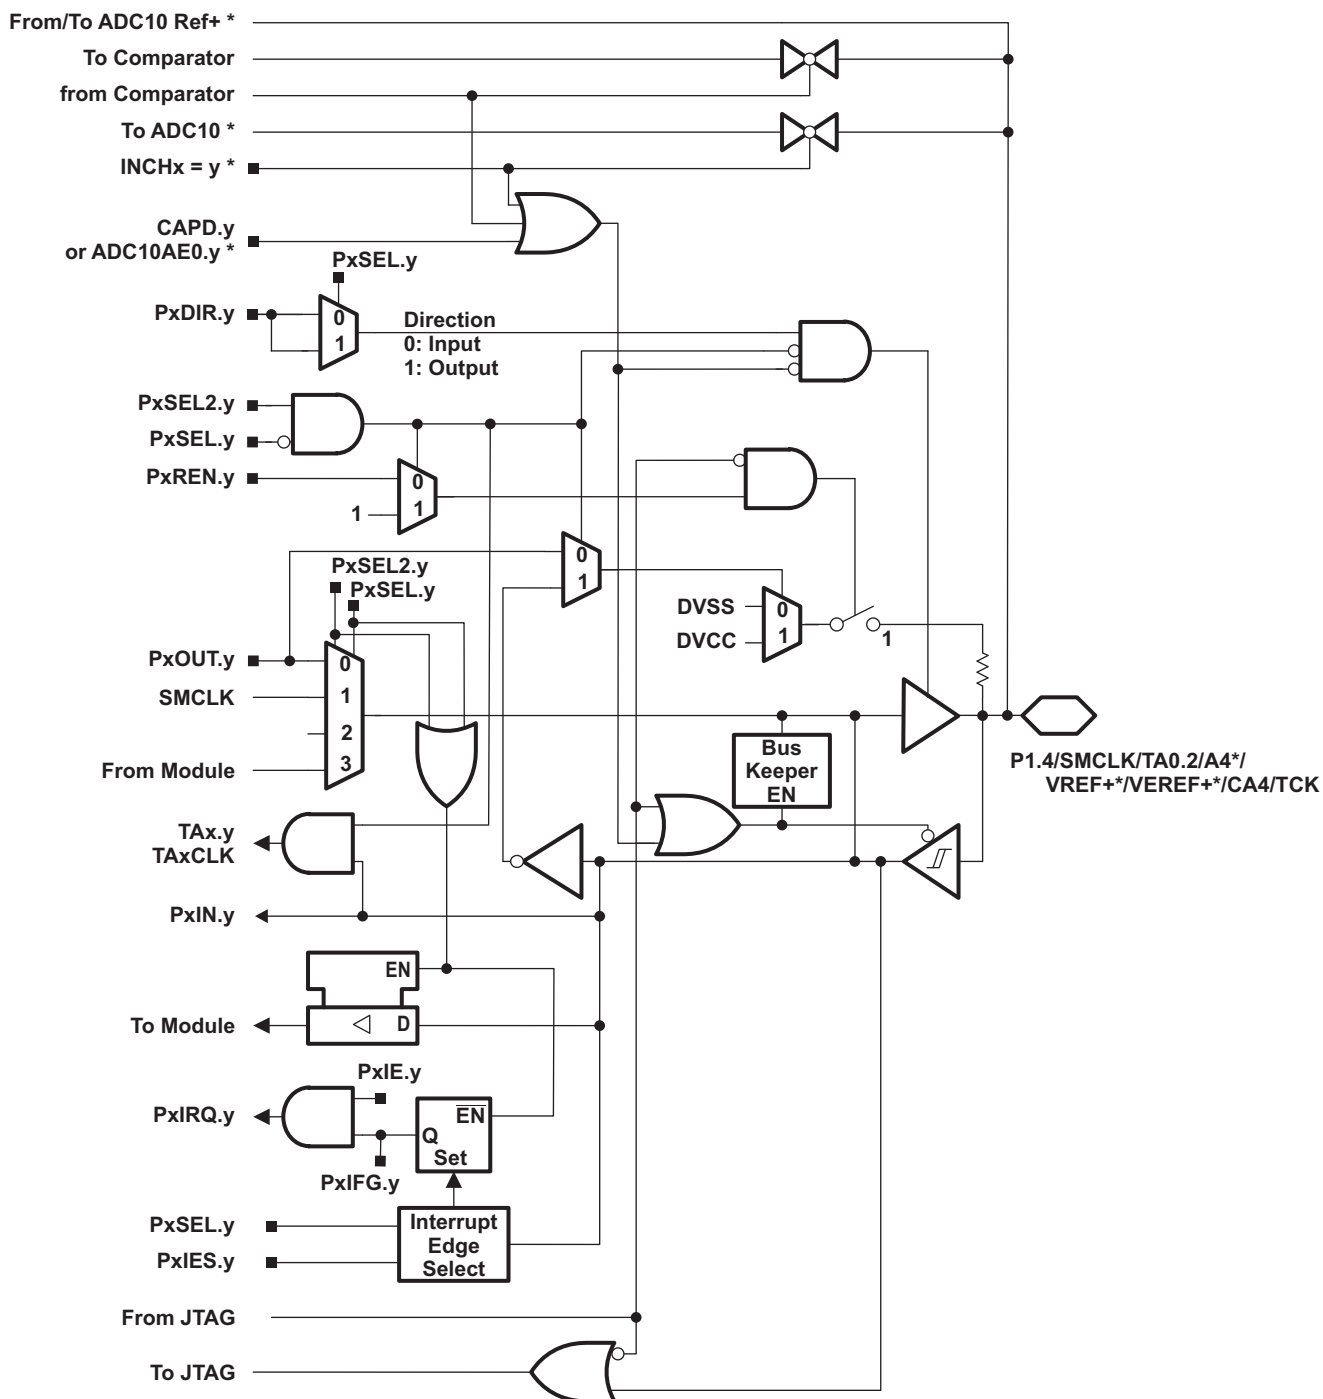 From/To ADC10 Ref+ *
To Comparator
from Comparator
To ADC10 *
INCHx = y *
CAPD.y
or ADC10AE0.y *
PxSEL.y
PxDIR.y
0
1
Direction
0: Input
1: Output
PxSEL2.y
PxSEL.y
PxREN.y
0
1
1
0
1
PxSEL2.y
PxSEL.y
DVSS
DVCC
0
1
1
PxOUT.y
SMCLK
From Module
0
1
2
3
Bus
Keeper
EN
P1.4/SMCLK/TA0.2/A4*/
VREF+*/VEREF+*/CA4/TCK
TAx.y
TAxCLK
PxIN.y
EN
D
To Module
PxIE.y
PxIRQ.y
EN
Q
Set
PxIFG.y
PxSEL.y
PxIES.y
Interrupt
Edge
Select
From JTAG
To JTAG